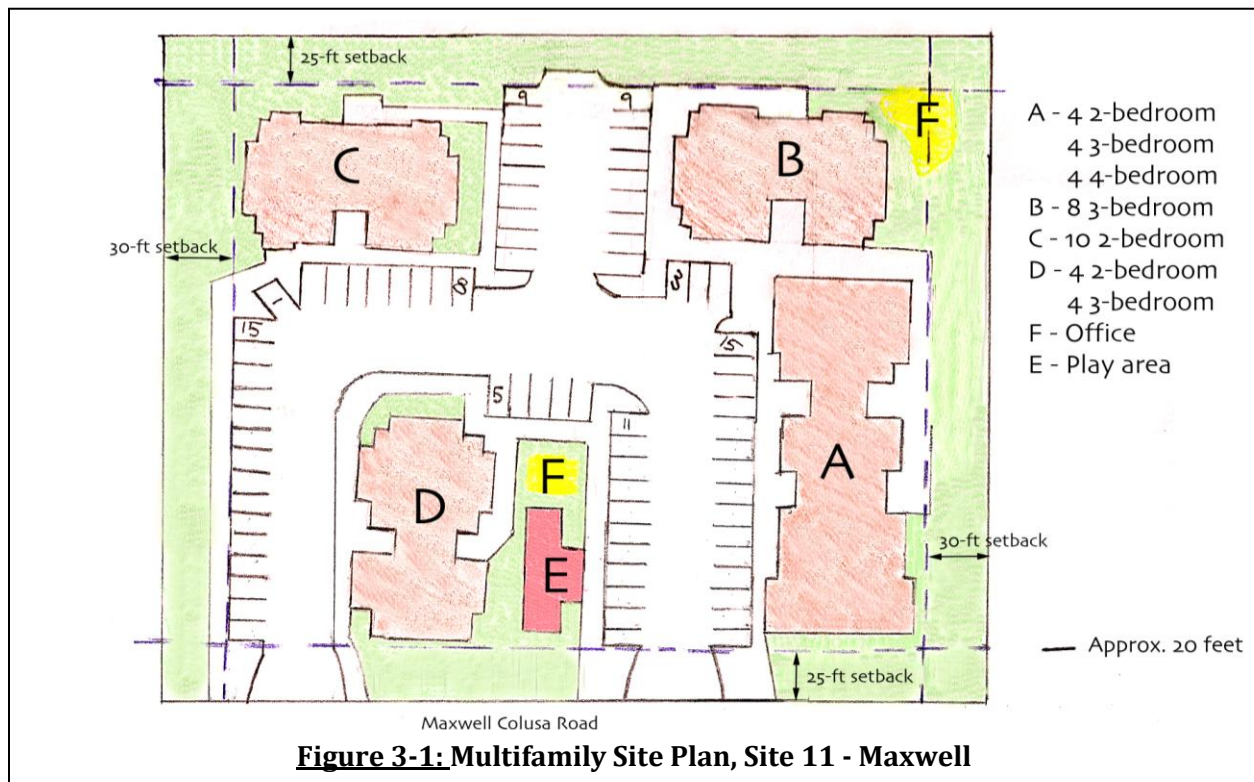 25-ft setback
9
9
F
A - 4 2-bedroom
4 3-bedroom
4 4-bedroom
B - 8 3-bedroom
C - 10 2-bedroom
D - 4 2-bedroom
4 3-bedroom
F - Office
E - Play area
C
B
30-ft setback
1
8
3
15
15
5
11
D
F
A
E
30-ft setback
Approx. 20 feet
25-ft setback
Maxwell Colusa Road
Figure 3-1: Multifamily Site Plan, Site 11 - Maxwell